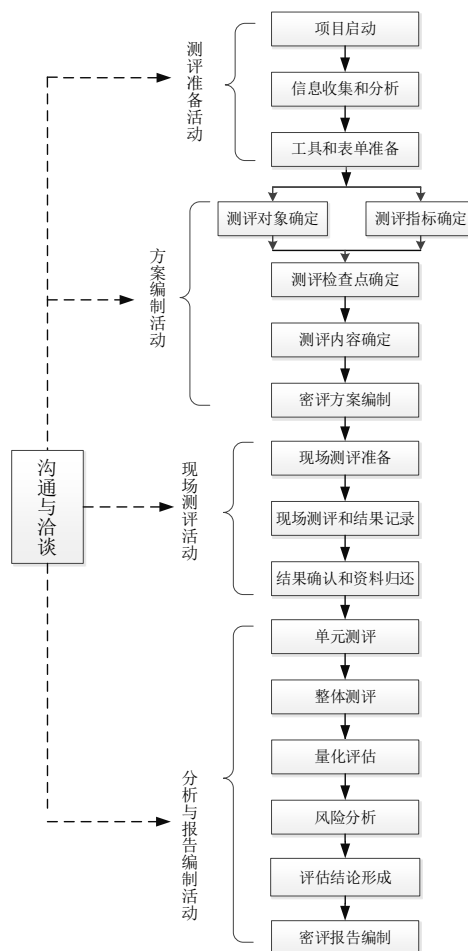 项目启动
测评准备活动
信息收集和分析
工具和表单准备
测评对象确定
测评指标确定
方案编制活动
测评检查点确定
测评内容确定
密评方案编制
沟通与洽谈
现场测评活动
现场测评准备
现场测评和结果记录
结果确认和资料归还
分析与报告编制活动
单元测评
整体测评
量化评估
风险分析
评估结论形成
密评报告编制